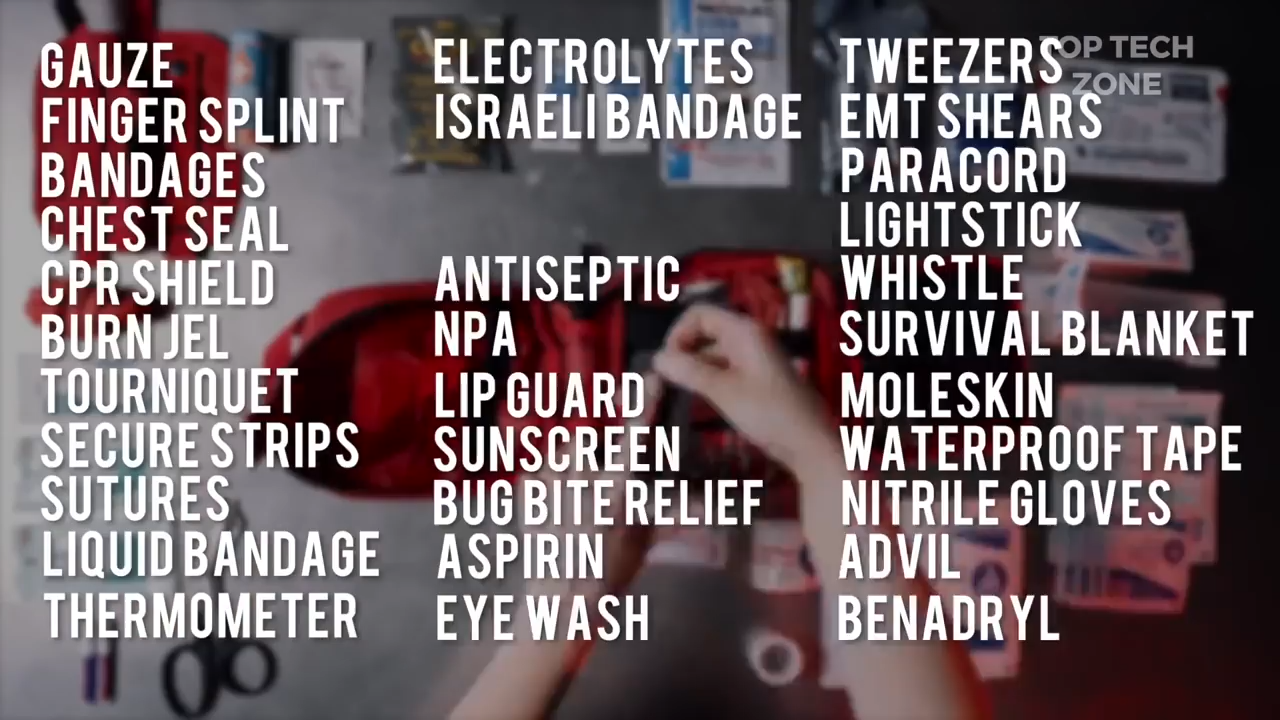 GAUZE
FINGER SPLINT
BANDAGES
CHEST SEAL
CPR SHIELD
BURN JEL
TOURNIQUET
SECURE STRIPS
SUTURES
LIQUID BANDAGE
THERMOMETER
ELECTROLYTES
ISRAELI BANDAGE
ANTISEPTIC
NPA
LIP GUARD
SUNSCREEN
BUG BITE RELIEF
ASPIRIN
EYE WASH
TWEEZERS
EMT SHEARS
PARACORD
LIGHTSTICK
WHISTLE
SURVIVAL BLANKET
MOLESKIN
WATERPROOF TAPE
NITRILE GLOVES
ADVIL
BENADRYL
TOP TECH
ZONE